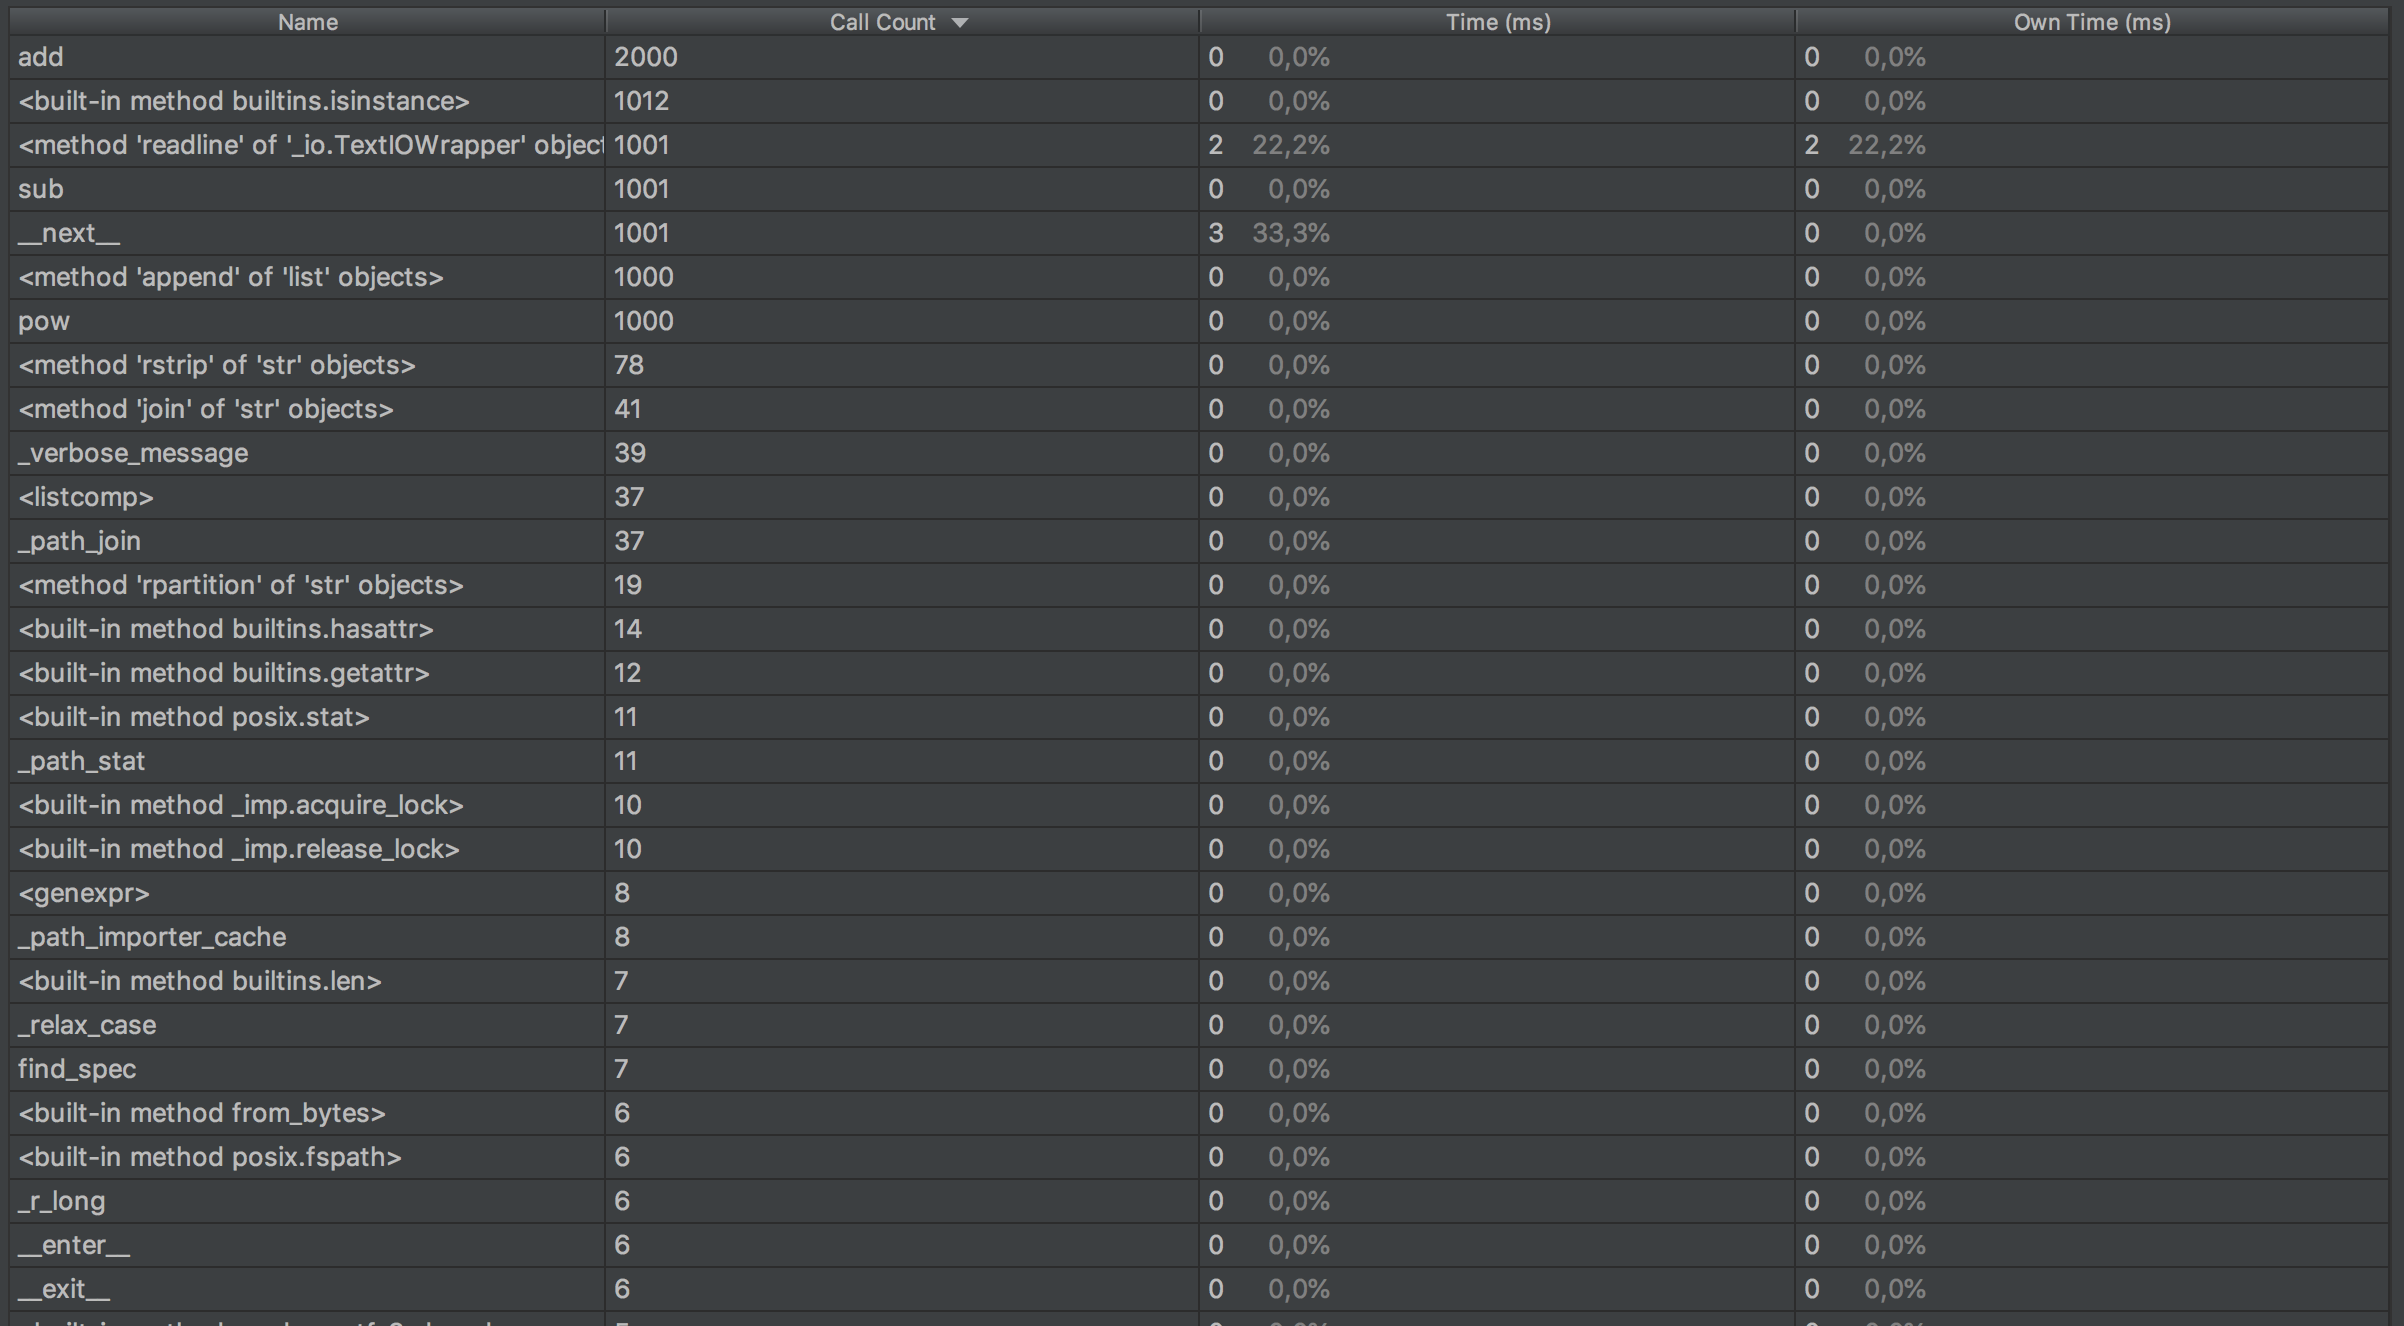 Name Call Count Time (ms) Own Time (ms)
add 2000 0 0,0% 0 0,0%
<built-in method builtins.isinstance> 1012 0 0,0% 0 0,0%
<method 'readline' of '_io.TextIOWrapper' object 1001 2 22,2% 2 22,2%
sub 1001 0 0,0% 0 0,0%
__next__ 1001 3 33,3% 0 0,0%
<method 'append' of 'list' objects> 1000 0 0,0% 0 0,0%
pow 1000 0 0,0% 0 0,0%
<method 'rstrip' of 'str' objects> 78 0 0,0% 0 0,0%
<method 'join' of 'str' objects> 41 0 0,0% 0 0,0%
_verbose_message 39 0 0,0% 0 0,0%
<listcomp> 37 0 0,0% 0 0,0%
_path_join 37 0 0,0% 0 0,0%
<method 'rpartition' of 'str' objects> 19 0 0,0% 0 0,0%
<built-in method builtins.hasattr> 14 0 0,0% 0 0,0%
<built-in method builtins.getattr> 12 0 0,0% 0 0,0%
<built-in method posix.stat> 11 0 0,0% 0 0,0%
_path_stat 11 0 0,0% 0 0,0%
<built-in method _imp.acquire_lock> 10 0 0,0% 0 0,0%
<built-in method _imp.release_lock> 10 0 0,0% 0 0,0%
<genexpr> 8 0 0,0% 0 0,0%
_path_importer_cache 8 0 0,0% 0 0,0%
<built-in method builtins.len> 7 0 0,0% 0 0,0%
_relax_case 7 0 0,0% 0 0,0%
find_spec 7 0 0,0% 0 0,0%
<built-in method from_bytes> 6 0 0,0% 0 0,0%
<built-in method posix.fspath> 6 0 0,0% 0 0,0%
_r_long 6 0 0,0% 0 0,0%
__enter__ 6 0 0,0% 0 0,0%
__exit__ 6 0 0,0% 0 0,0%